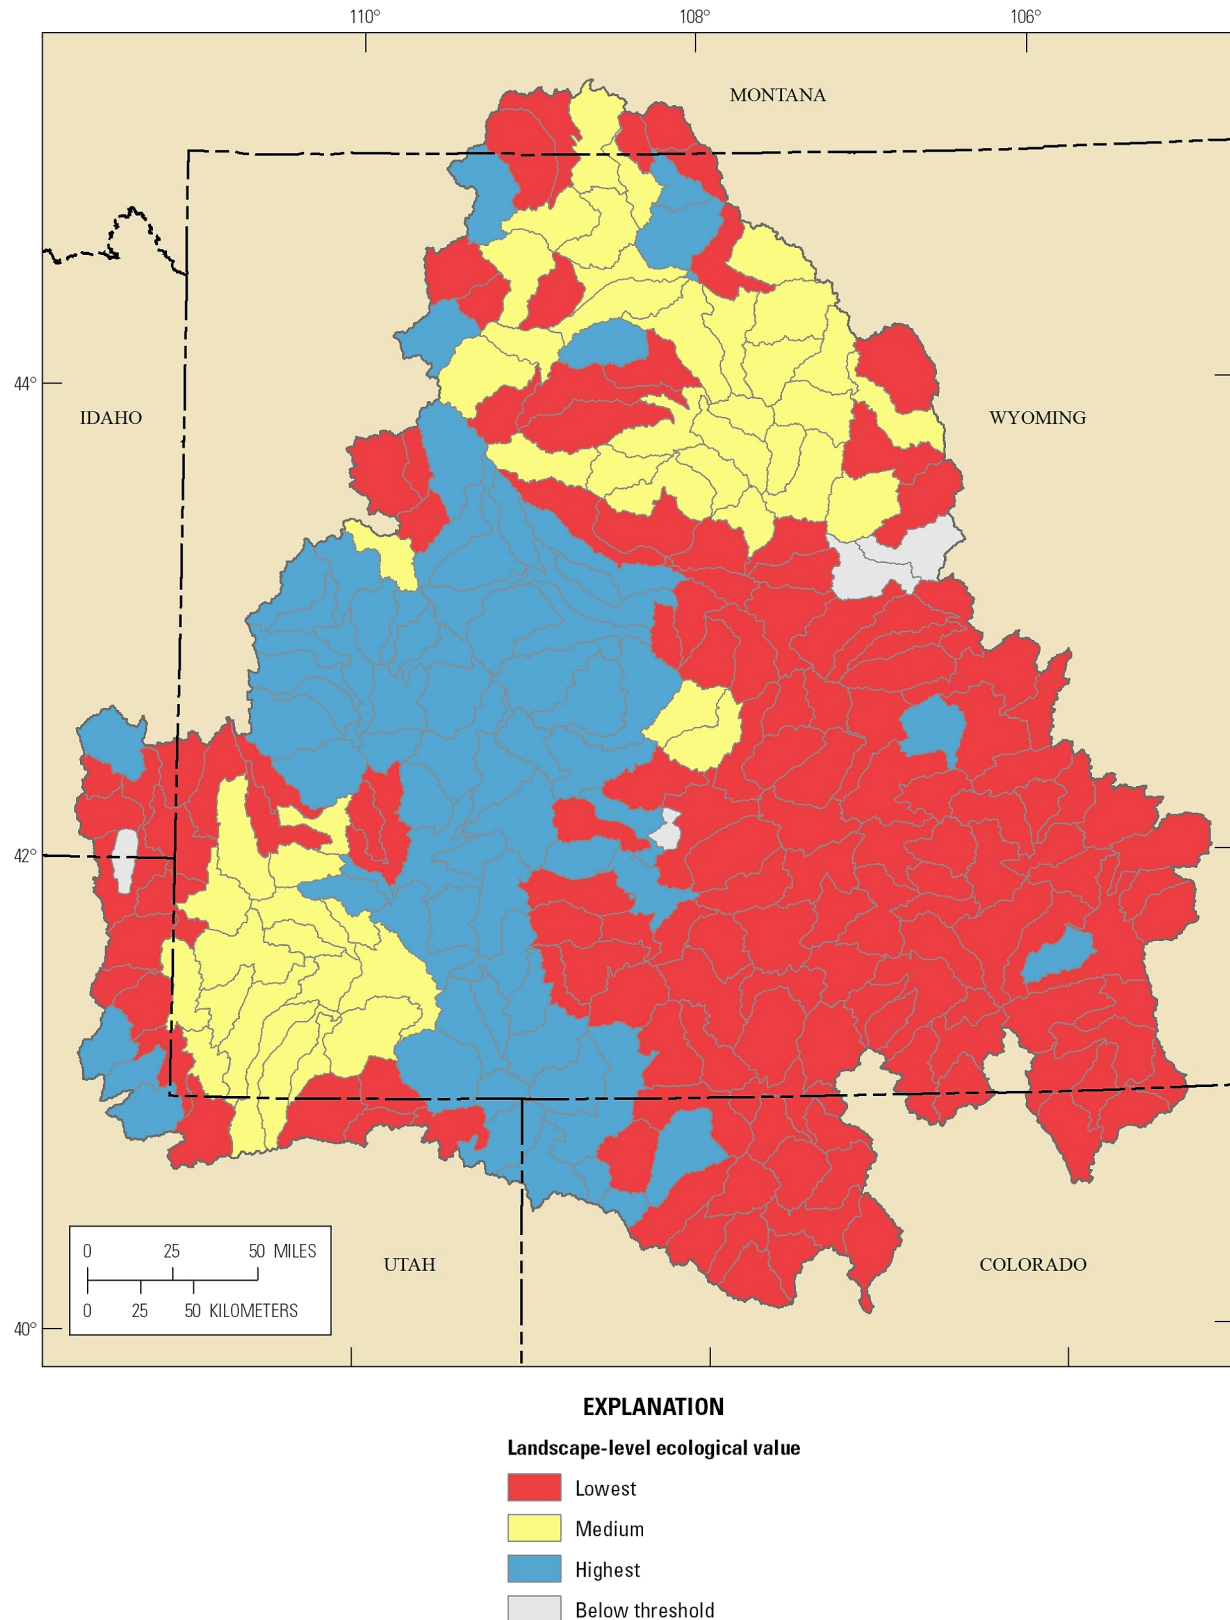 110° 108° 106°
MONTANA
44°
IDAHO WYOMING
42°
0 25 50 MILES
0 25 50 KILOMETERS
UTAH COLORADO
40°
EXPLANATION
Landscape-level ecological value
Lowest
Medium
Highest
Below threshold